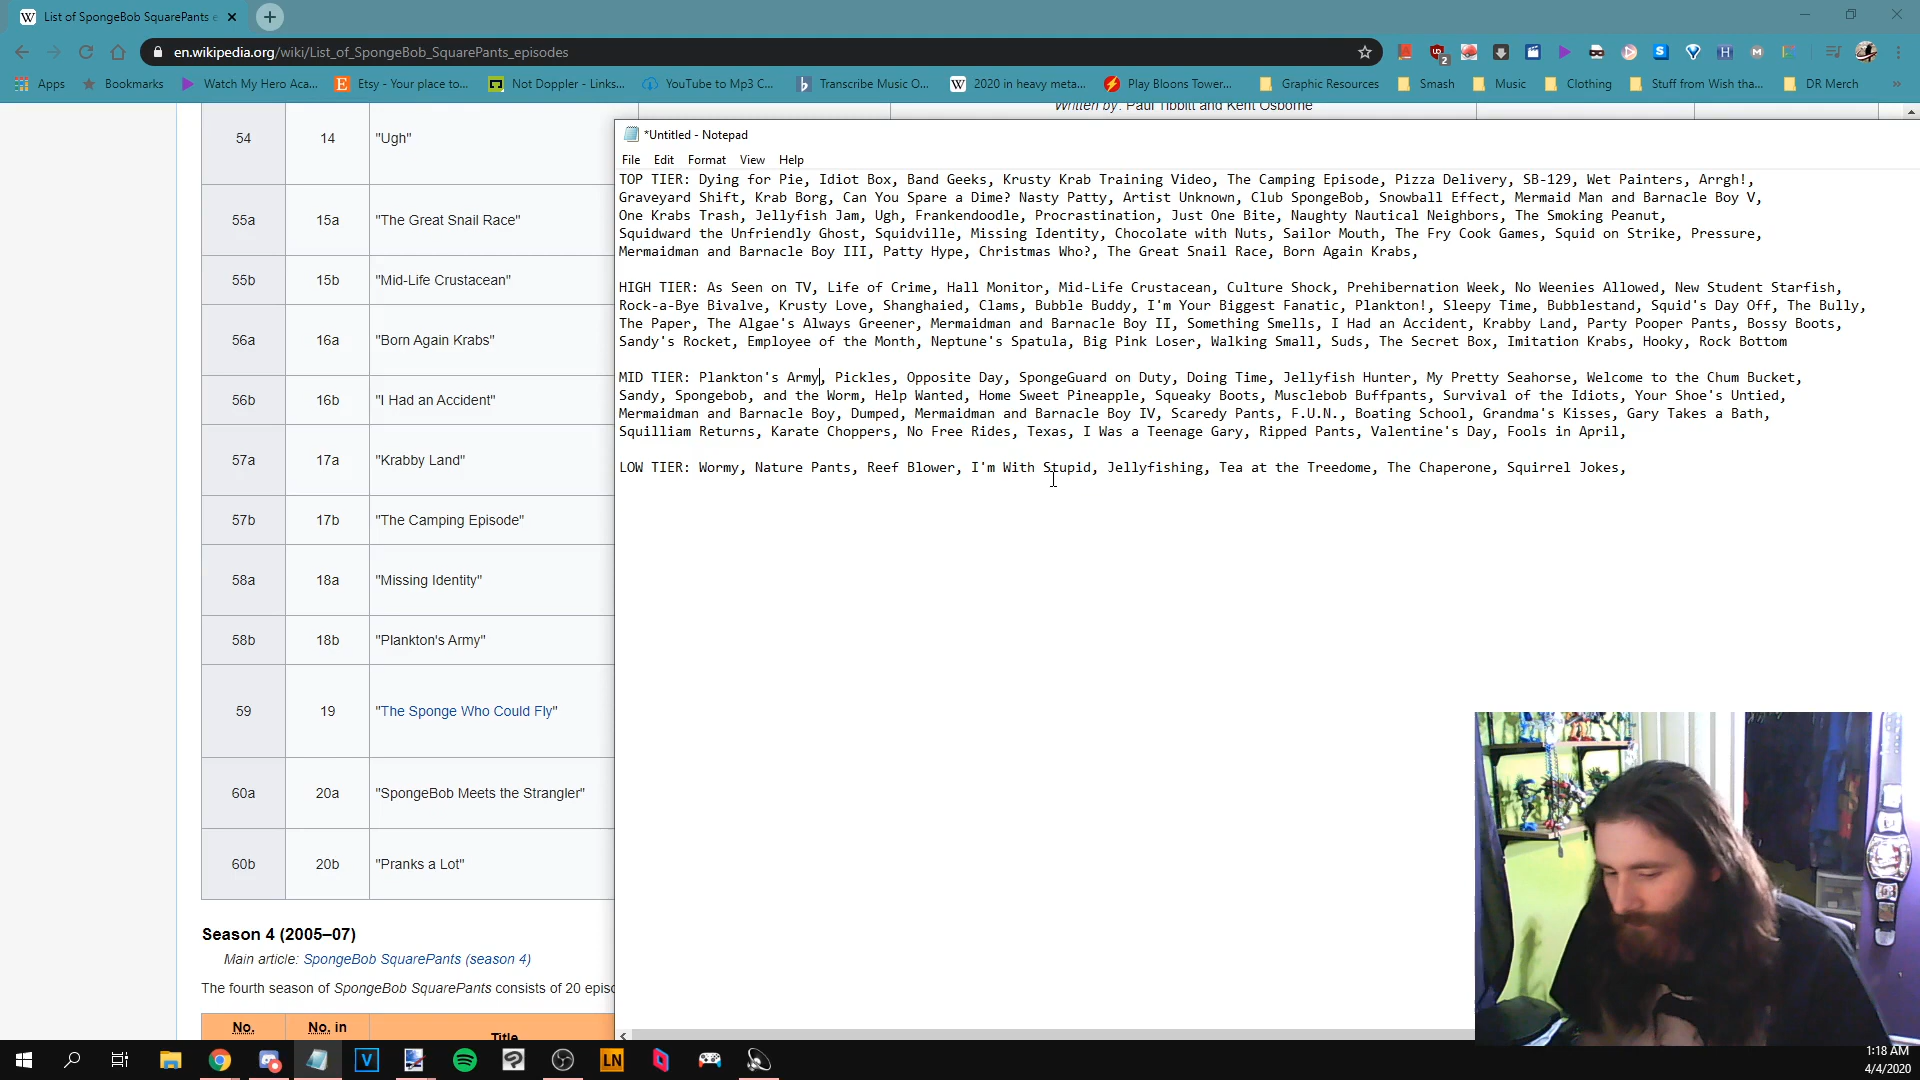 List of SpongeBob SquarePants e
en.wikipedia.org/wiki/List_of_SpongeBob_SquarePants_episodes
2
Apps
Bookmarks
Watch My Hero Aca...
Etsy - Your place to...
Not Doppler - Links...
YouTube to Mp3 C...
Transcribe Music O...
2020 in heavy meta...
Play Bloons Tower...
Graphic Resources
Smash
Music
Clothing
Stuff from Wish tha...
DR Merch
»
Written by: Paul Tibbitt and Kent Osborne
54 14 "Ugh"
55a 15a "The Great Snail Race"
55b 15b "Mid-Life Crustacean"
56a 16a "Born Again Krabs"
56b 16b "I Had an Accident"
57a 17a "Krabby Land"
57b 17b "The Camping Episode"
58a 18a "Missing Identity"
58b 18b "Plankton's Army"
59 19 "The Sponge Who Could Fly"
60a 20a "SpongeBob Meets the Strangler"
60b 20b "Pranks a Lot"
Season 4 (2005–07)
Main article: SpongeBob SquarePants (season 4)
The fourth season of SpongeBob SquarePants consists of 20 episo
No. No. in Title
*Untitled - Notepad
File Edit Format View Help
TOP TIER: Dying for Pie, Idiot Box, Band Geeks, Krusty Krab Training Video, The Camping Episode, Pizza Delivery, SB-129, Wet Painters, Arrgh!,
Graveyard Shift, Krab Borg, Can You Spare a Dime? Nasty Patty, Artist Unknown, Club SpongeBob, Snowball Effect, Mermaid Man and Barnacle Boy V,
One Krabs Trash, Jellyfish Jam, Ugh, Frankendoodle, Procrastination, Just One Bite, Naughty Nautical Neighbors, The Smoking Peanut,
Squidward the Unfriendly Ghost, Squidville, Missing Identity, Chocolate with Nuts, Sailor Mouth, The Fry Cook Games, Squid on Strike, Pressure,
Mermaidman and Barnacle Boy III, Patty Hype, Christmas Who?, The Great Snail Race, Born Again Krabs,
HIGH TIER: As Seen on TV, Life of Crime, Hall Monitor, Mid-Life Crustacean, Culture Shock, Prehibernation Week, No Weenies Allowed, New Student Starfish,
Rock-a-Bye Bivalve, Krusty Love, Shanghaied, Clams, Bubble Buddy, I'm Your Biggest Fanatic, Plankton!, Sleepy Time, Bubblestand, Squid's Day Off, The Bully,
The Paper, The Algae's Always Greener, Mermaidman and Barnacle Boy II, Something Smells, I Had an Accident, Krabby Land, Party Pooper Pants, Bossy Boots,
Sandy's Rocket, Employee of the Month, Neptune's Spatula, Big Pink Loser, Walking Small, Suds, The Secret Box, Imitation Krabs, Hooky, Rock Bottom
MID TIER: Plankton's Army, Pickles, Opposite Day, SpongeGuard on Duty, Doing Time, Jellyfish Hunter, My Pretty Seahorse, Welcome to the Chum Bucket,
Sandy, Spongebob, and the Worm, Help Wanted, Home Sweet Pineapple, Squeaky Boots, Musclebob Buffpants, Survival of the Idiots, Your Shoe's Untied,
Mermaidman and Barnacle Boy, Dumped, Mermaidman and Barnacle Boy IV, Scaredy Pants, F.U.N., Boating School, Grandma's Kisses, Gary Takes a Bath,
Squilliam Returns, Karate Choppers, No Free Rides, Texas, I Was a Teenage Gary, Ripped Pants, Valentine's Day, Fools in April,
LOW TIER: Wormy, Nature Pants, Reef Blower, I'm With Stupid, Jellyfishing, Tea at the Treedome, The Chaperone, Squirrel Jokes,
LN
1:18 AM
4/4/2020